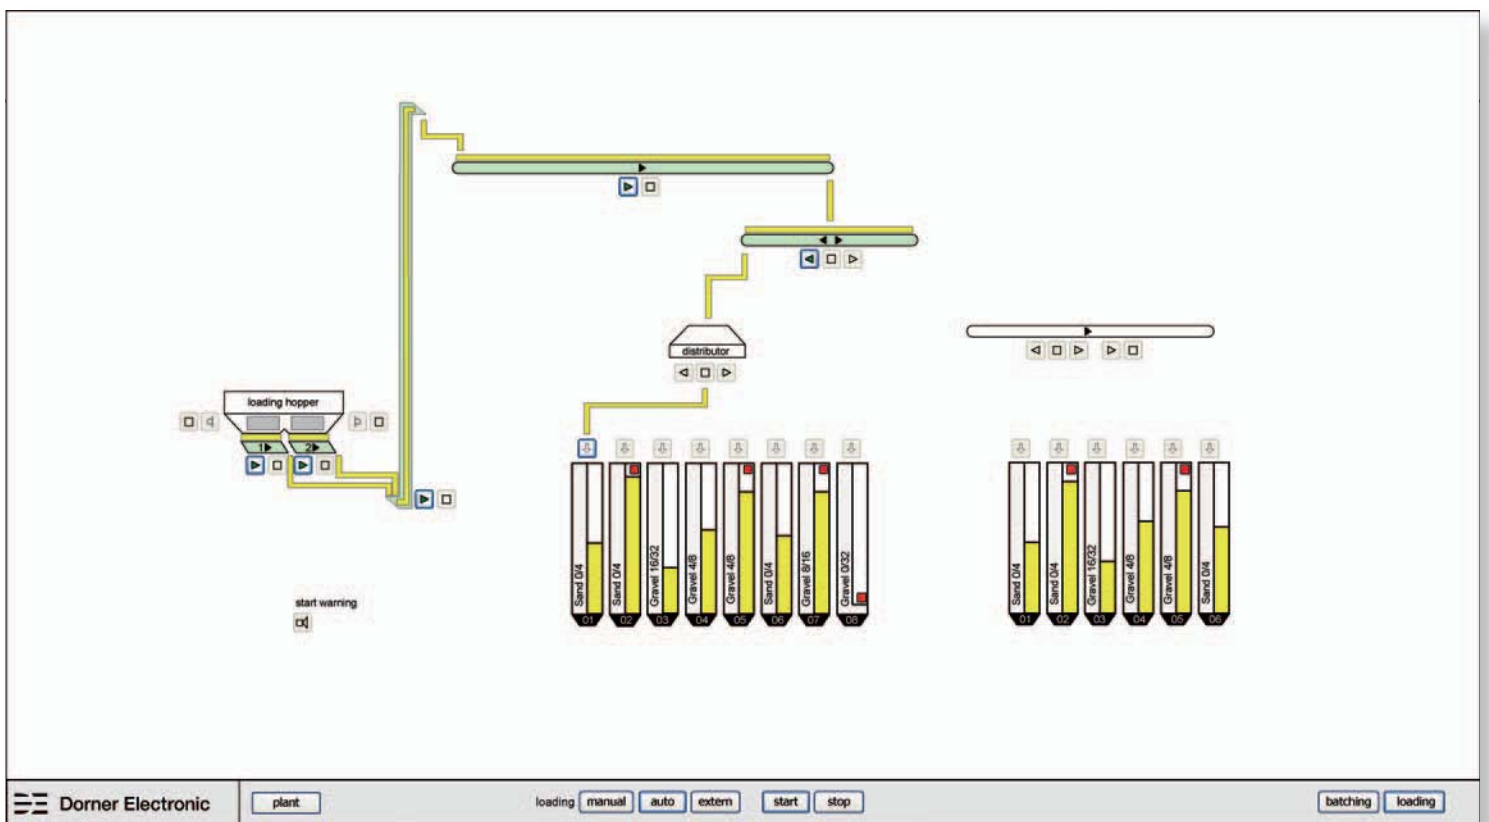 distributor
loading hopper
1
2
Sand 0/4
Sand 0/4
Gravel 16/32
Gravel 4/8
Gravel 4/8
Sand 0/4
Gravel 8/16
Gravel 0/32
01
02
03
04
05
06
07
08
Sand 0/4
Sand 0/4
Gravel 16/32
Gravel 4/8
Gravel 4/8
Sand 0/4
01
02
03
04
05
06
start warning
Dorner Electronic plant loading manual auto extern start stop batching loading